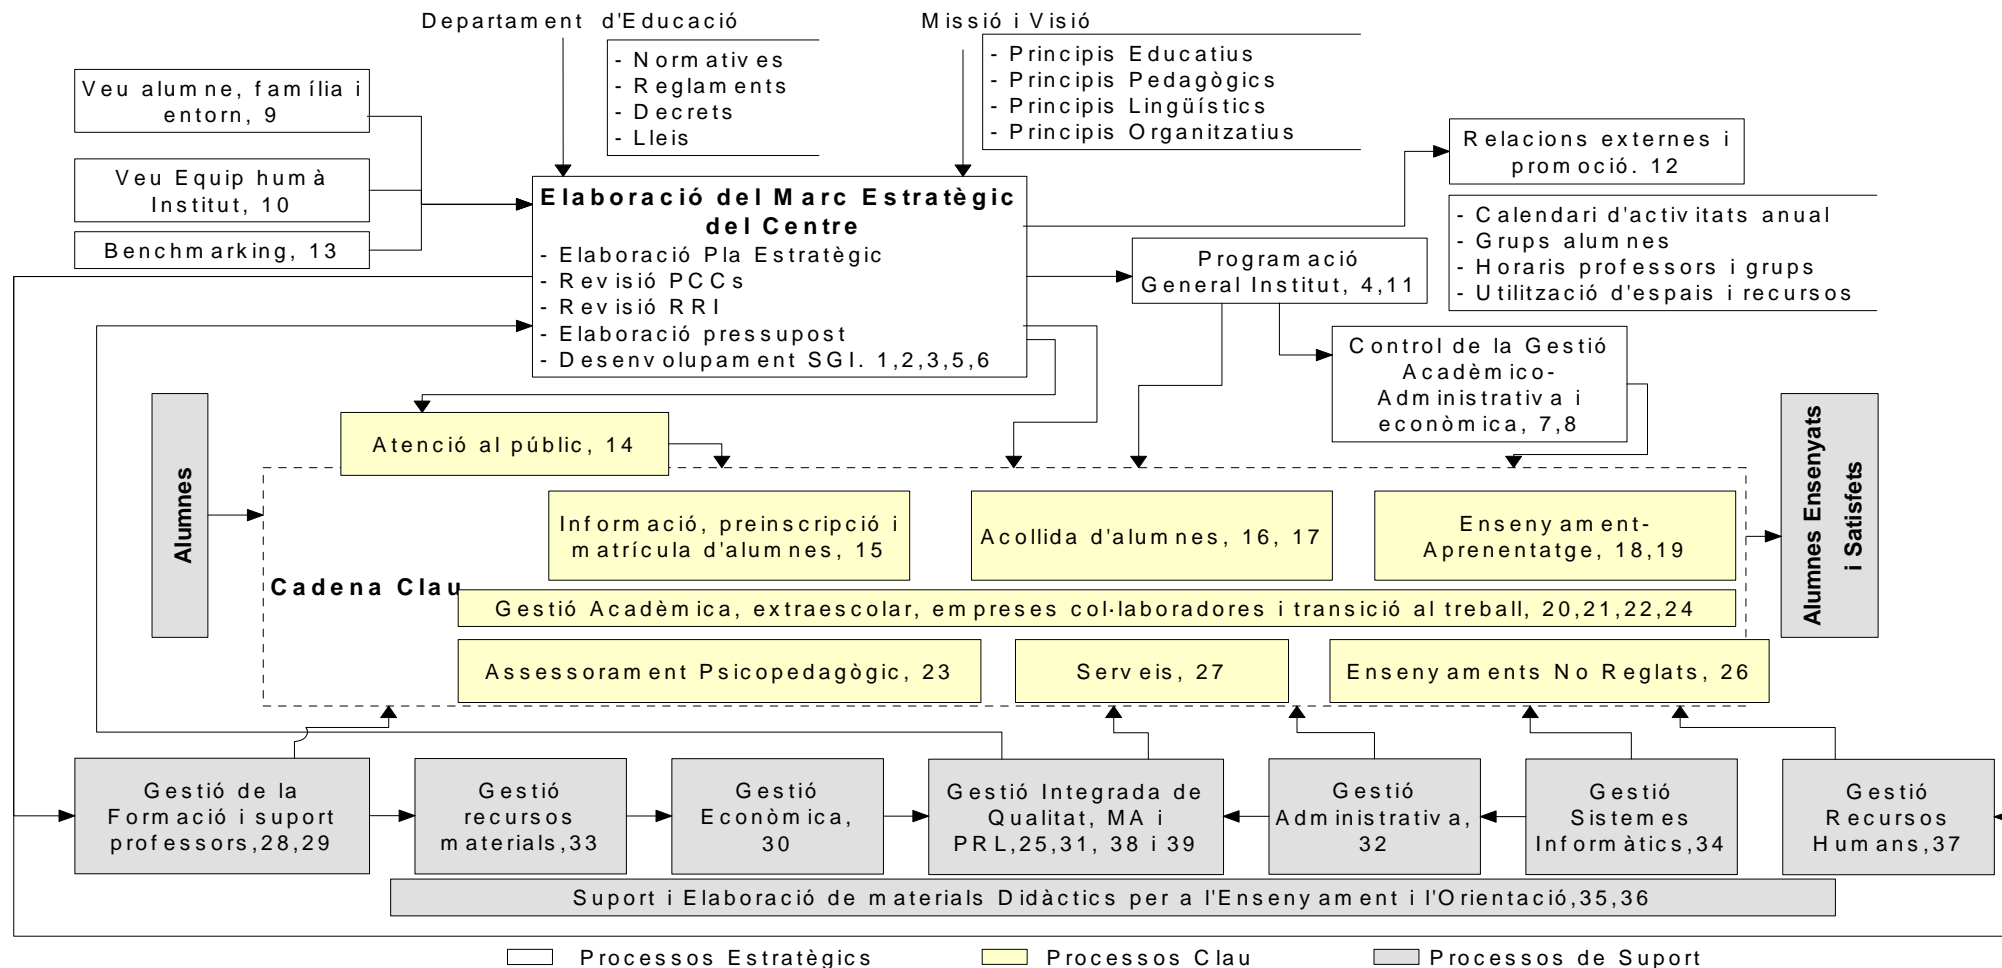 Departament d'Educació
- Normatives
- Reglaments
- Decrets
- Lleis
Missió i Visió
- Principis Educatius
- Principis Pedagògics
- Principis Lingüístics
- Principis Organitzatius
Veu alumne, família i
entorn, 9
Veu Equip humà
Institut, 10
Benchmarking, 13
Elaboració del Marc Estratègic
del Centre
- Elaboració Pla Estratègic
- Revisió PCCs
- Revisió RRI
- Elaboració pressupost
- Desenvolupament SGI. 1,2,3,5,6
Relacions externes i
promoció. 12
- Calendari d'activitats anual
- Grups alumnes
- Horaris professors i grups
- Utilització d'espais i recursos
Programació
General Institut, 4,11
Control de la Gestió
Acadèmico-
Administrativa i
econòmica, 7,8
Atenció al públic, 14
Alumnes
Cadena Clau
Informació, preinscripció i
matrícula d'alumnes, 15
Acollida d'alumnes, 16, 17
Ensenyament-
Aprenentatge, 18,19
Gestió Acadèmica, extraescolar, empreses col·laboradores i transició al treball, 20,21,22,24
Assessorament Psicopedagògic, 23
Serveis, 27
Ensenyaments No Reglats, 26
Alumnes Ensenyats
i Satisfets
Gestió de la
Formació i suport
professors,28,29
Gestió
recursos
materials,33
Gestió
Econòmica,
30
Gestió Integrada de
Qualitat, MA i
PRL,25,31, 38 i 39
Gestió
Administrativa,
32
Gestió
Sistemes
Informàtics,34
Gestió
Recursos
Humans,37
Suport i Elaboració de materials Didàctics per a l'Ensenyament i l'Orientació,35,36
Processos Estratègics
Processos Clau
Processos de Suport